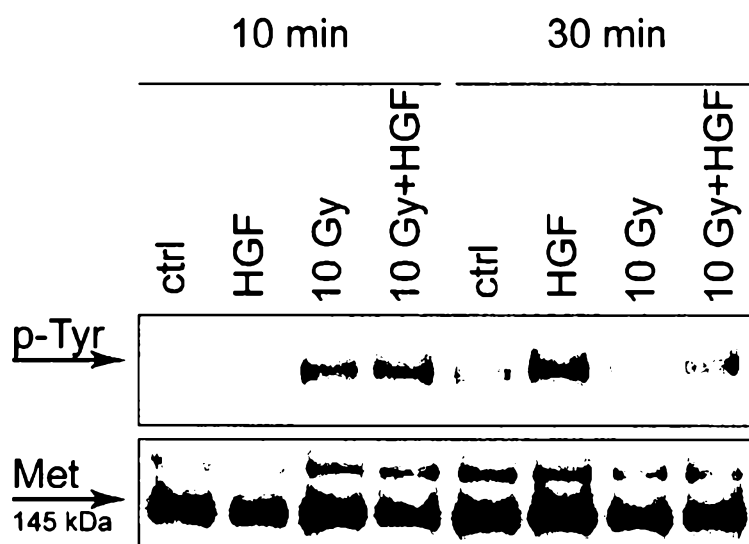 10 min 30 min
ctrl HGF 10 Gy 10 Gy+HGF ctrl HGF 10 Gy 10 Gy+HGF
p-Tyr
Met
145 kDa